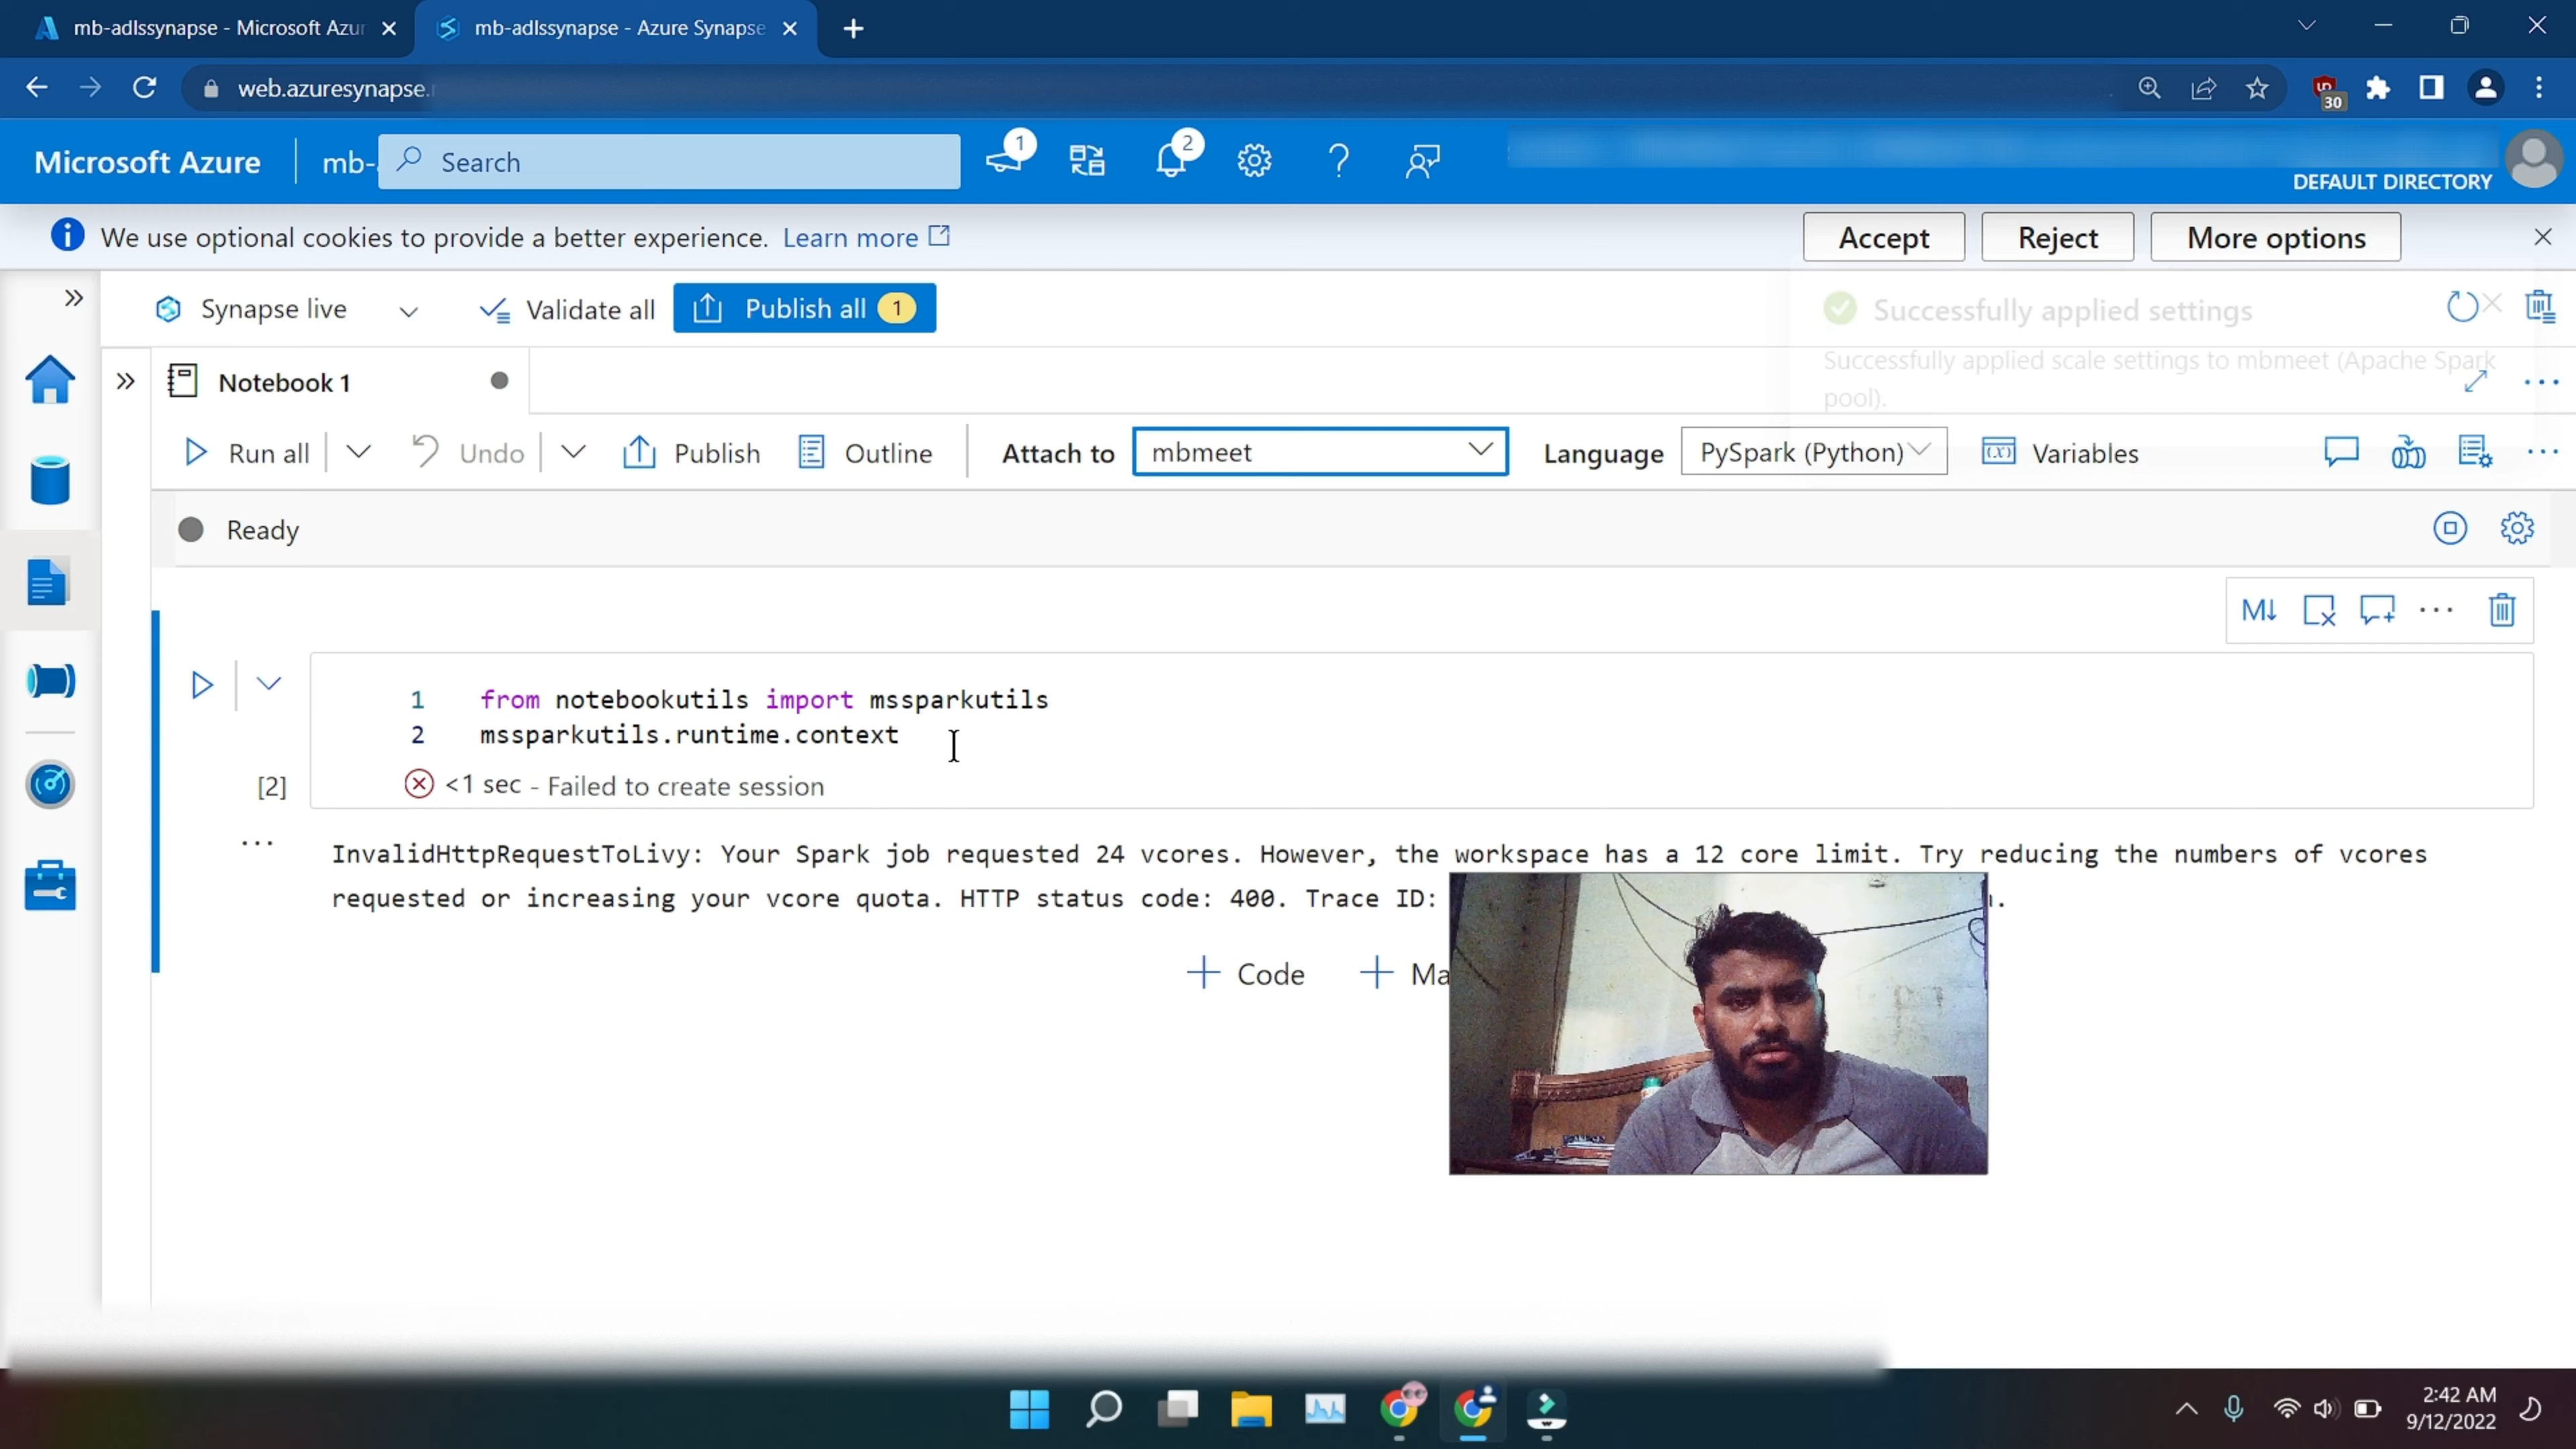 mb-adlssynapse - Microsoft Azur
mb-adlssynapse - Azure Synapse
web.azuresynapse.
30
Microsoft Azure
mb-
Search
1
2
DEFAULT DIRECTORY
We use optional cookies to provide a better experience. Learn more
Accept
Reject
More options
Synapse live
Validate all
Publish all 1
Successfully applied settings
Successfully applied scale settings to mbmeet (Apache Spark
pool).
Notebook 1
Run all
Undo
Publish
Outline
Attach to
mbmeet
Language
PySpark (Python)
Variables
Ready
M↓
1 from notebookutils import mssparkutils
2 mssparkutils.runtime.context
[2]
<1 sec - Failed to create session
InvalidHttpRequestToLivy: Your Spark job requested 24 vcores. However, the workspace has a 12 core limit. Try reducing the numbers of vcores
requested or increasing your vcore quota. HTTP status code: 400. Trace ID:
+ Code
+ Ma
2:42 AM
9/12/2022